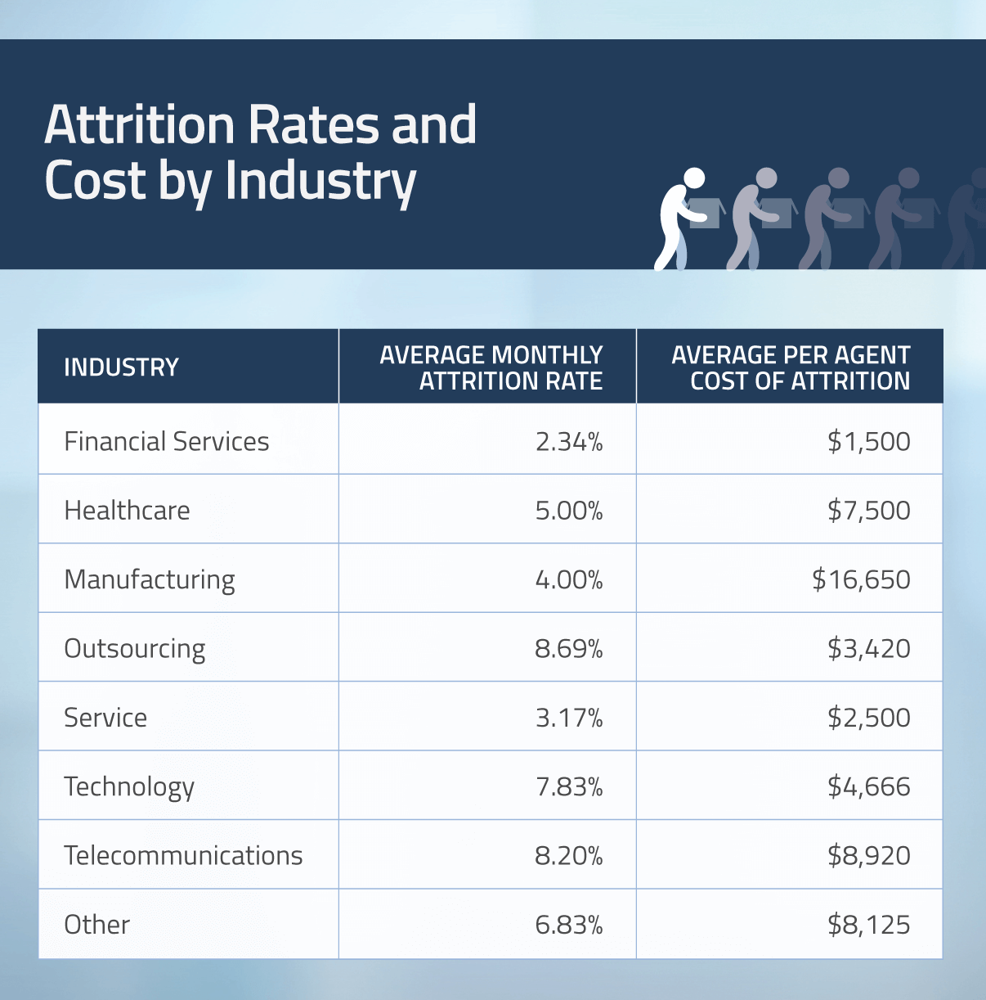 Attrition Rates and
Cost by Industry
INDUSTRY
AVERAGE MONTHLY
ATTRITION RATE
AVERAGE PER AGENT
COST OF ATTRITION
Financial Services 2.34% $1,500
Healthcare 5.00% $7,500
Manufacturing 4.00% $16,650
Outsourcing 8.69% $3,420
Service 3.17% $2,500
Technology 7.83% $4,666
Telecommunications 8.20% $8,920
Other 6.83% $8,125